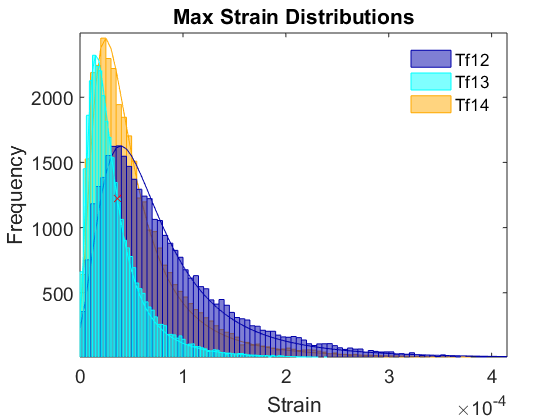 Max Strain Distributions
Tf12
Tf13
Tf14
Frequency
2000
1500
1000
500
0
1
2
3
4
Strain
×10^-4